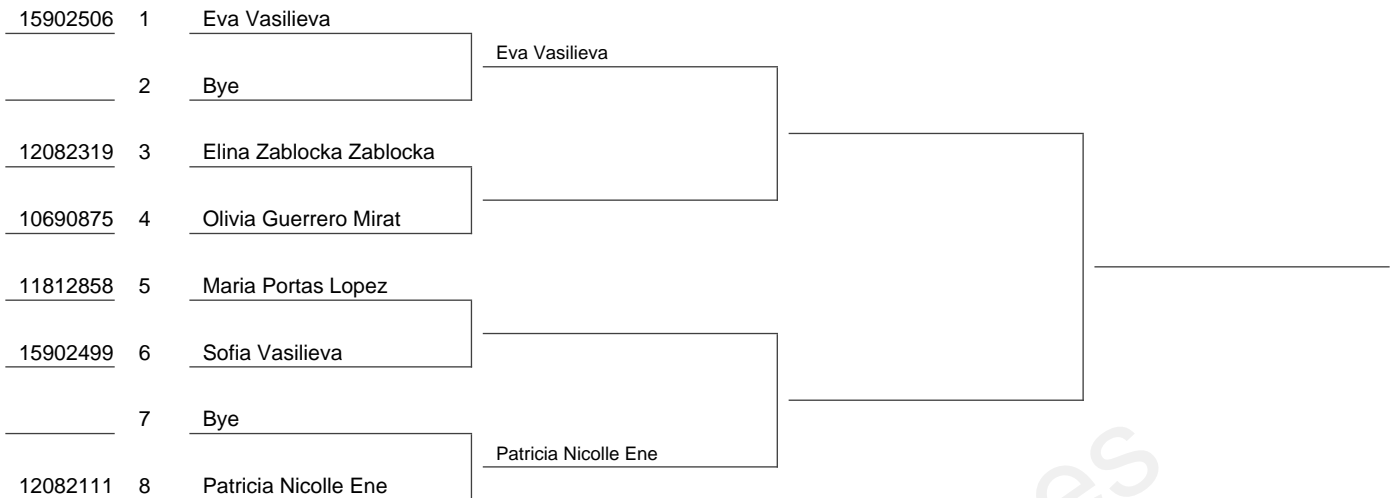 15902506 1 Eva Vasilieva
Eva Vasilieva
2 Bye
12082319 3 Elina Zablocka Zablocka
10690875 4 Olivia Guerrero Mirat
11812858 5 Maria Portas Lopez
15902499 6 Sofia Vasilieva
7 Bye
Patricia Nicolle Ene
12082111 8 Patricia Nicolle Ene
es